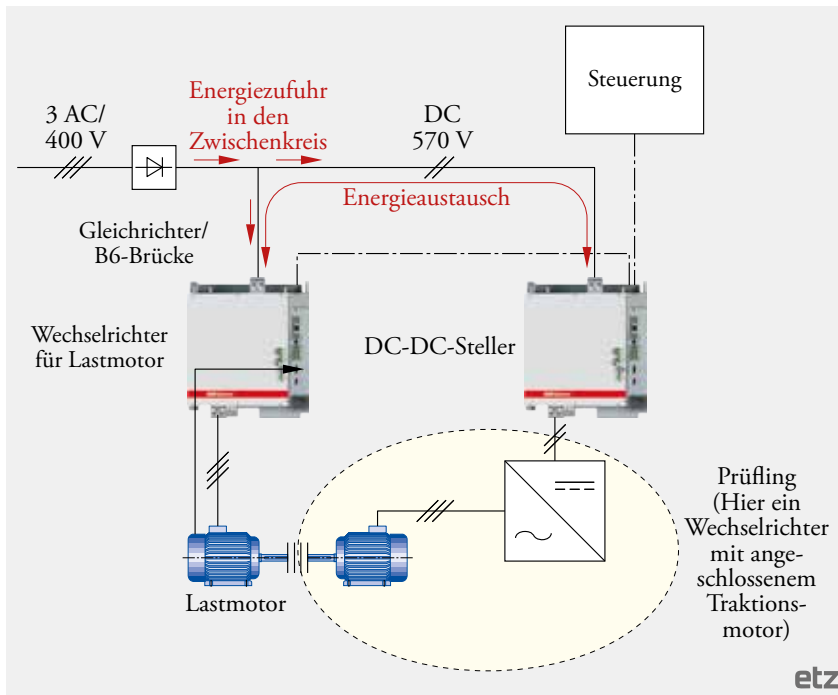 3 AC/
400 V
Energiezufuhr
in den
Zwischenkreis
DC
570 V
Steuerung
Energieaustausch
Gleichrichter/
B6-Brücke
Wechselrichter
für Lastmotor
DC-DC-Steller
Lastmotor
Prüfling
(Hier ein
Wechselrichter
mit ange-
schlossenem
Traktions-
motor)
etz